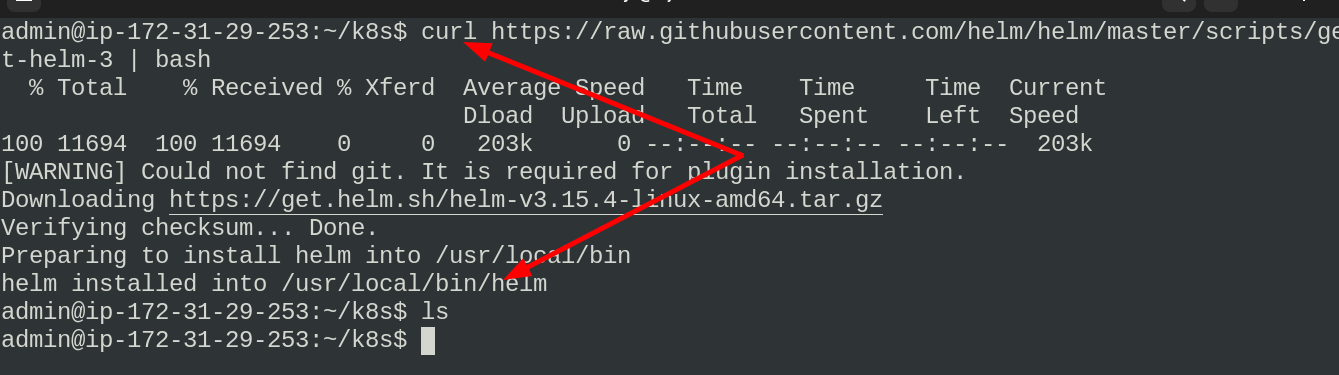 admin@ip-172-31-29-253:~/k8s$ curl https://raw.githubusercontent.com/helm/helm/master/scripts/ge
t-helm-3 | bash
  % Total    % Received % Xferd  Average Speed   Time    Time     Time  Current
                                 Dload  Upload   Total   Spent    Left  Speed
100 11694  100 11694    0     0   203k      0 --:--:-- --:--:-- --:--:--  203k
[WARNING] Could not find git. It is required for plugin installation.
Downloading https://get.helm.sh/helm-v3.15.4-linux-amd64.tar.gz
Verifying checksum... Done.
Preparing to install helm into /usr/local/bin
helm installed into /usr/local/bin/helm
admin@ip-172-31-29-253:~/k8s$ ls
admin@ip-172-31-29-253:~/k8s$